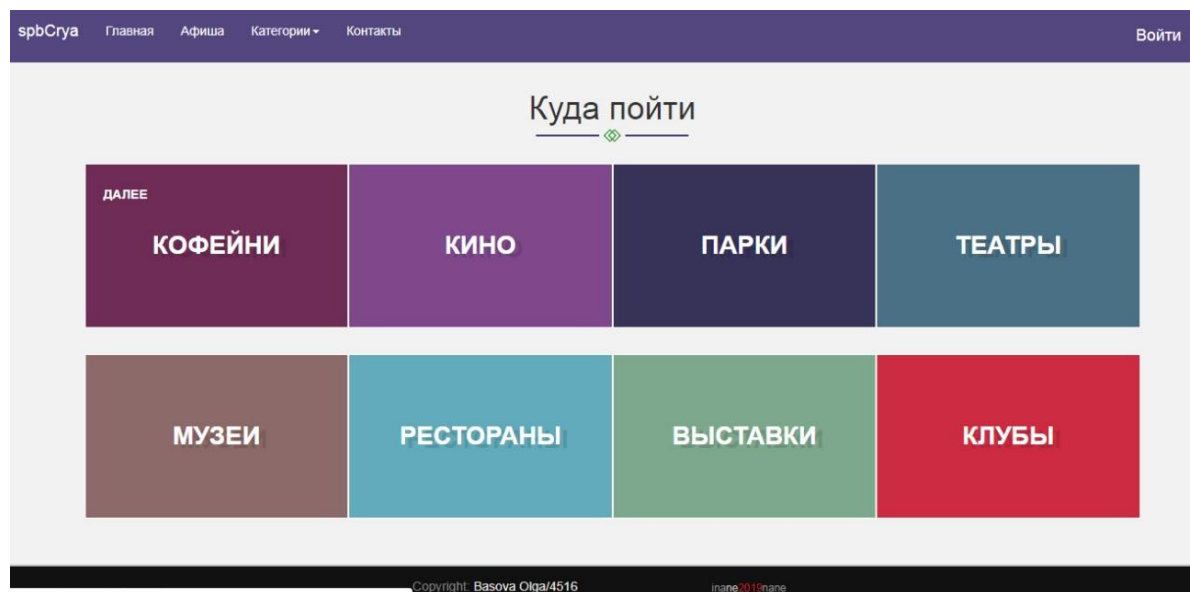 spbCrya Главная Афиша Категории Контакты Войти
Куда пойти
ДАЛЕЕ
КОФЕЙНИ КИНО ПАРКИ ТЕАТРЫ
МУЗЕИ РЕСТОРАНЫ ВЫСТАВКИ КЛУБЫ
Copyright: Basova Olga/4516 inane2019nane